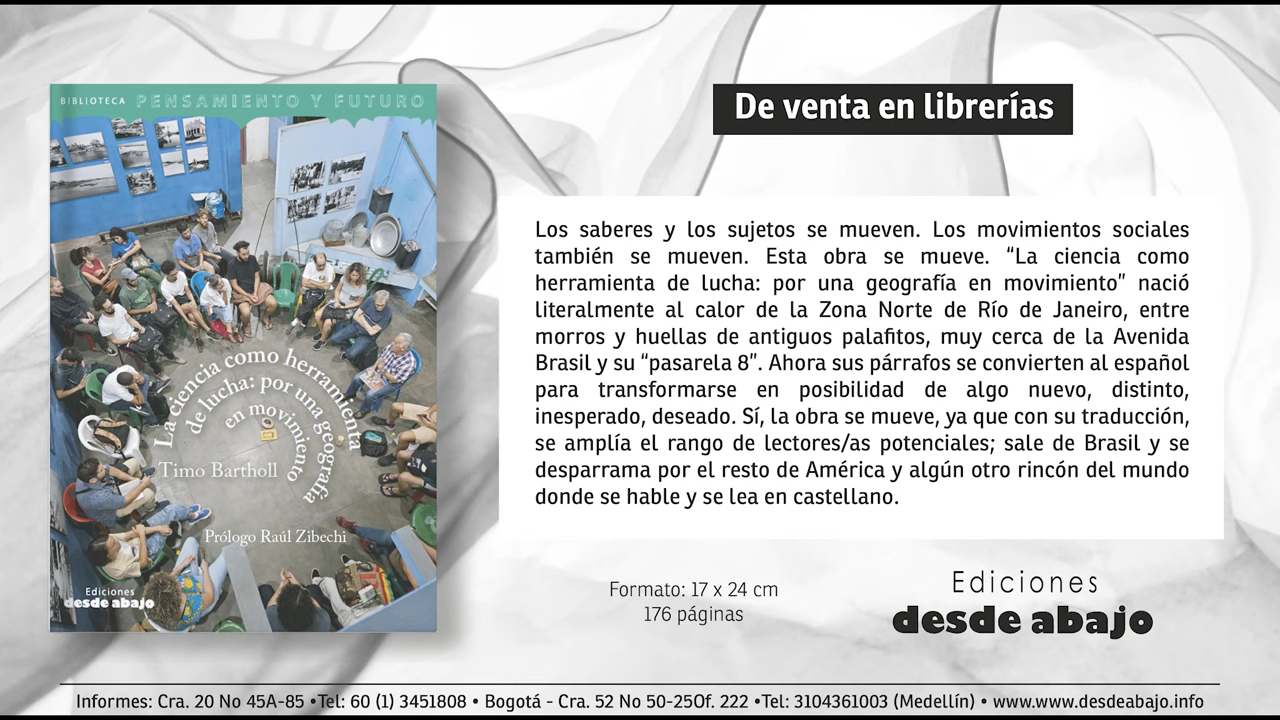 BIBLIOTECA PENSAMIENTO Y FUTURO
La ciencia como herramienta
de lucha: por una geografía
en movimiento
Timo Bartholl
Prólogo Raúl Zibechi
Ediciones
desde abajo
De venta en librerías
Los saberes y los sujetos se mueven. Los movimientos sociales
también se mueven. Esta obra se mueve. “La ciencia como
herramienta de lucha: por una geografía en movimiento” nació
literalmente al calor de la Zona Norte de Río de Janeiro, entre
morros y huellas de antiguos palafitos, muy cerca de la Avenida
Brasil y su “pasarela 8”. Ahora sus párrafos se convierten al español
para transformarse en posibilidad de algo nuevo, distinto,
inesperado, deseado. Sí, la obra se mueve, ya que con su traducción,
se amplía el rango de lectores/as potenciales; sale de Brasil y se
desparrama por el resto de América y algún otro rincón del mundo
donde se hable y se lea en castellano.
Formato: 17 x 24 cm
176 páginas
Ediciones
desde abajo
Informes: Cra. 20 No 45A-85 •Tel: 60 (1) 3451808 • Bogotá - Cra. 52 No 50-25Of. 222 •Tel: 3104361003 (Medellín) • www.www.desdeabajo.info